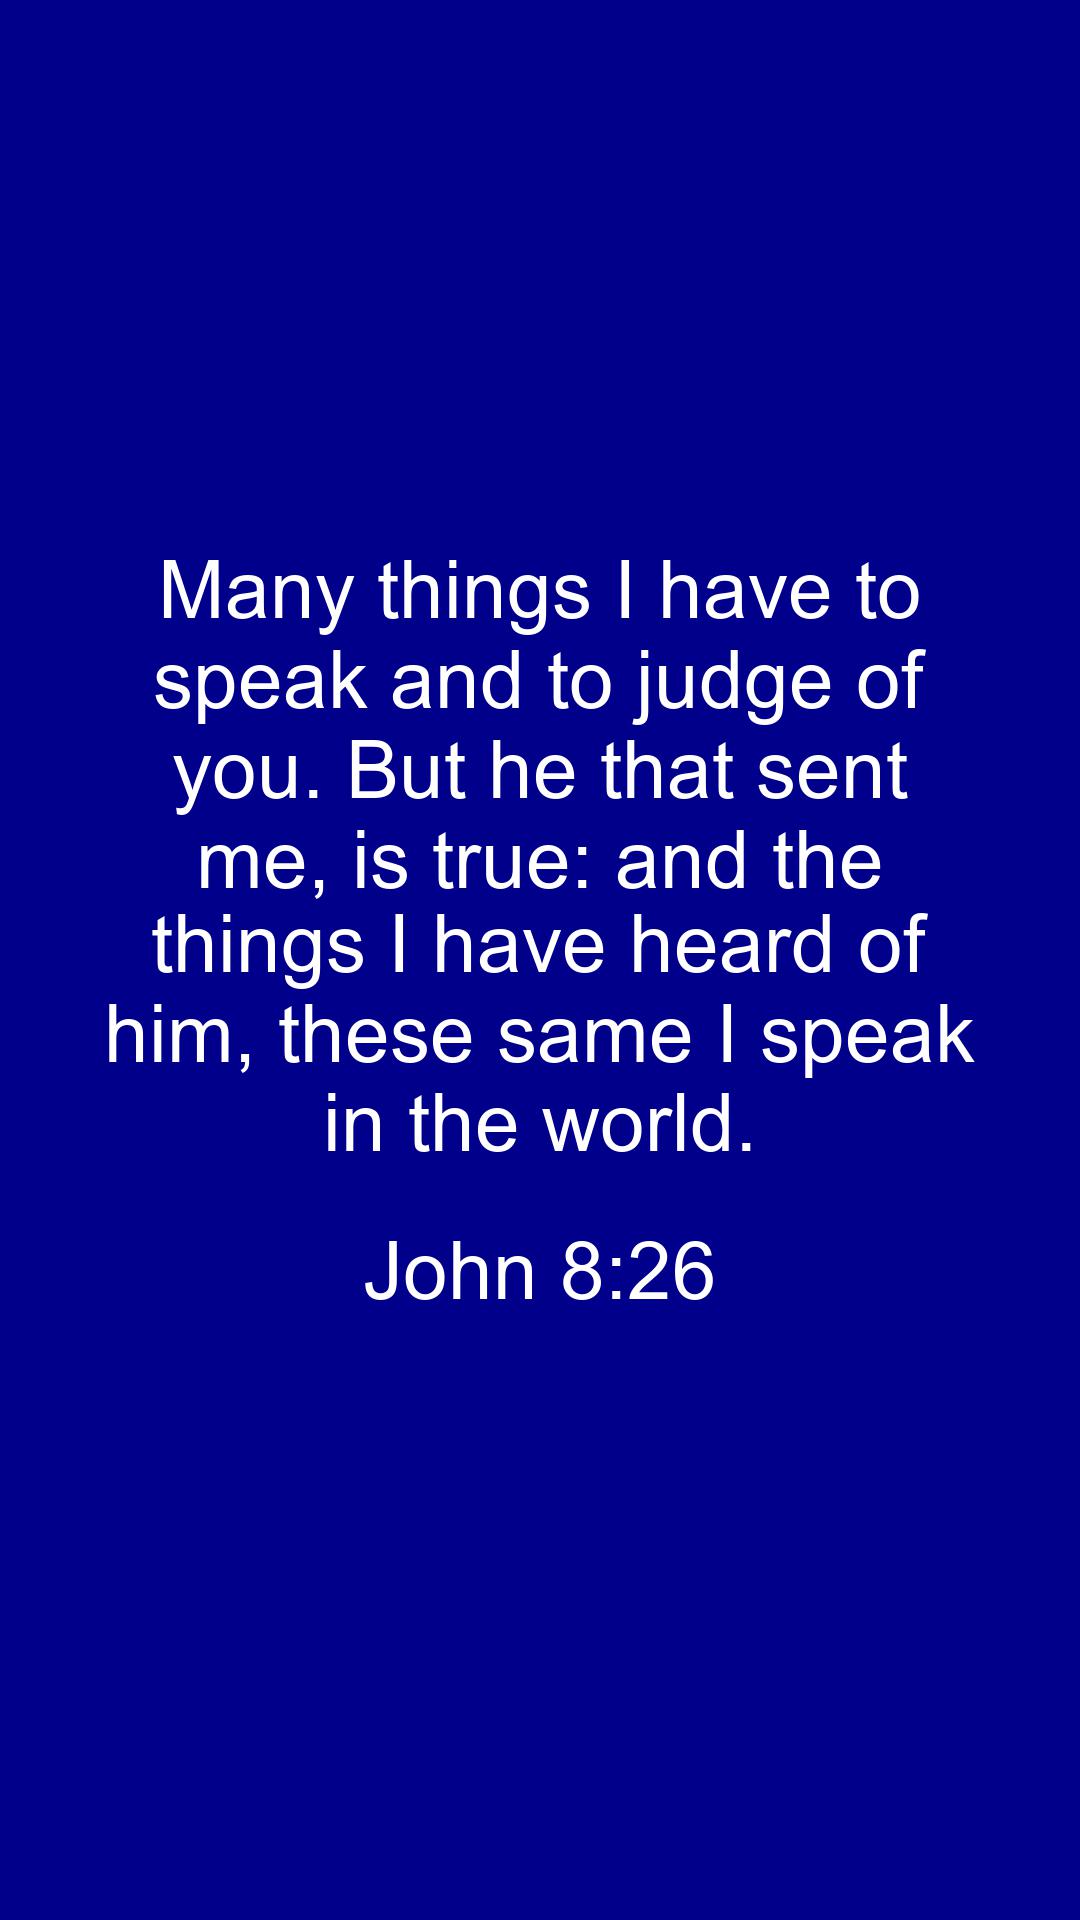 Many things I have to
speak and to judge of
you. But he that sent
me, is true: and the
things I have heard of
him, these same I speak
in the world.
John 8:26